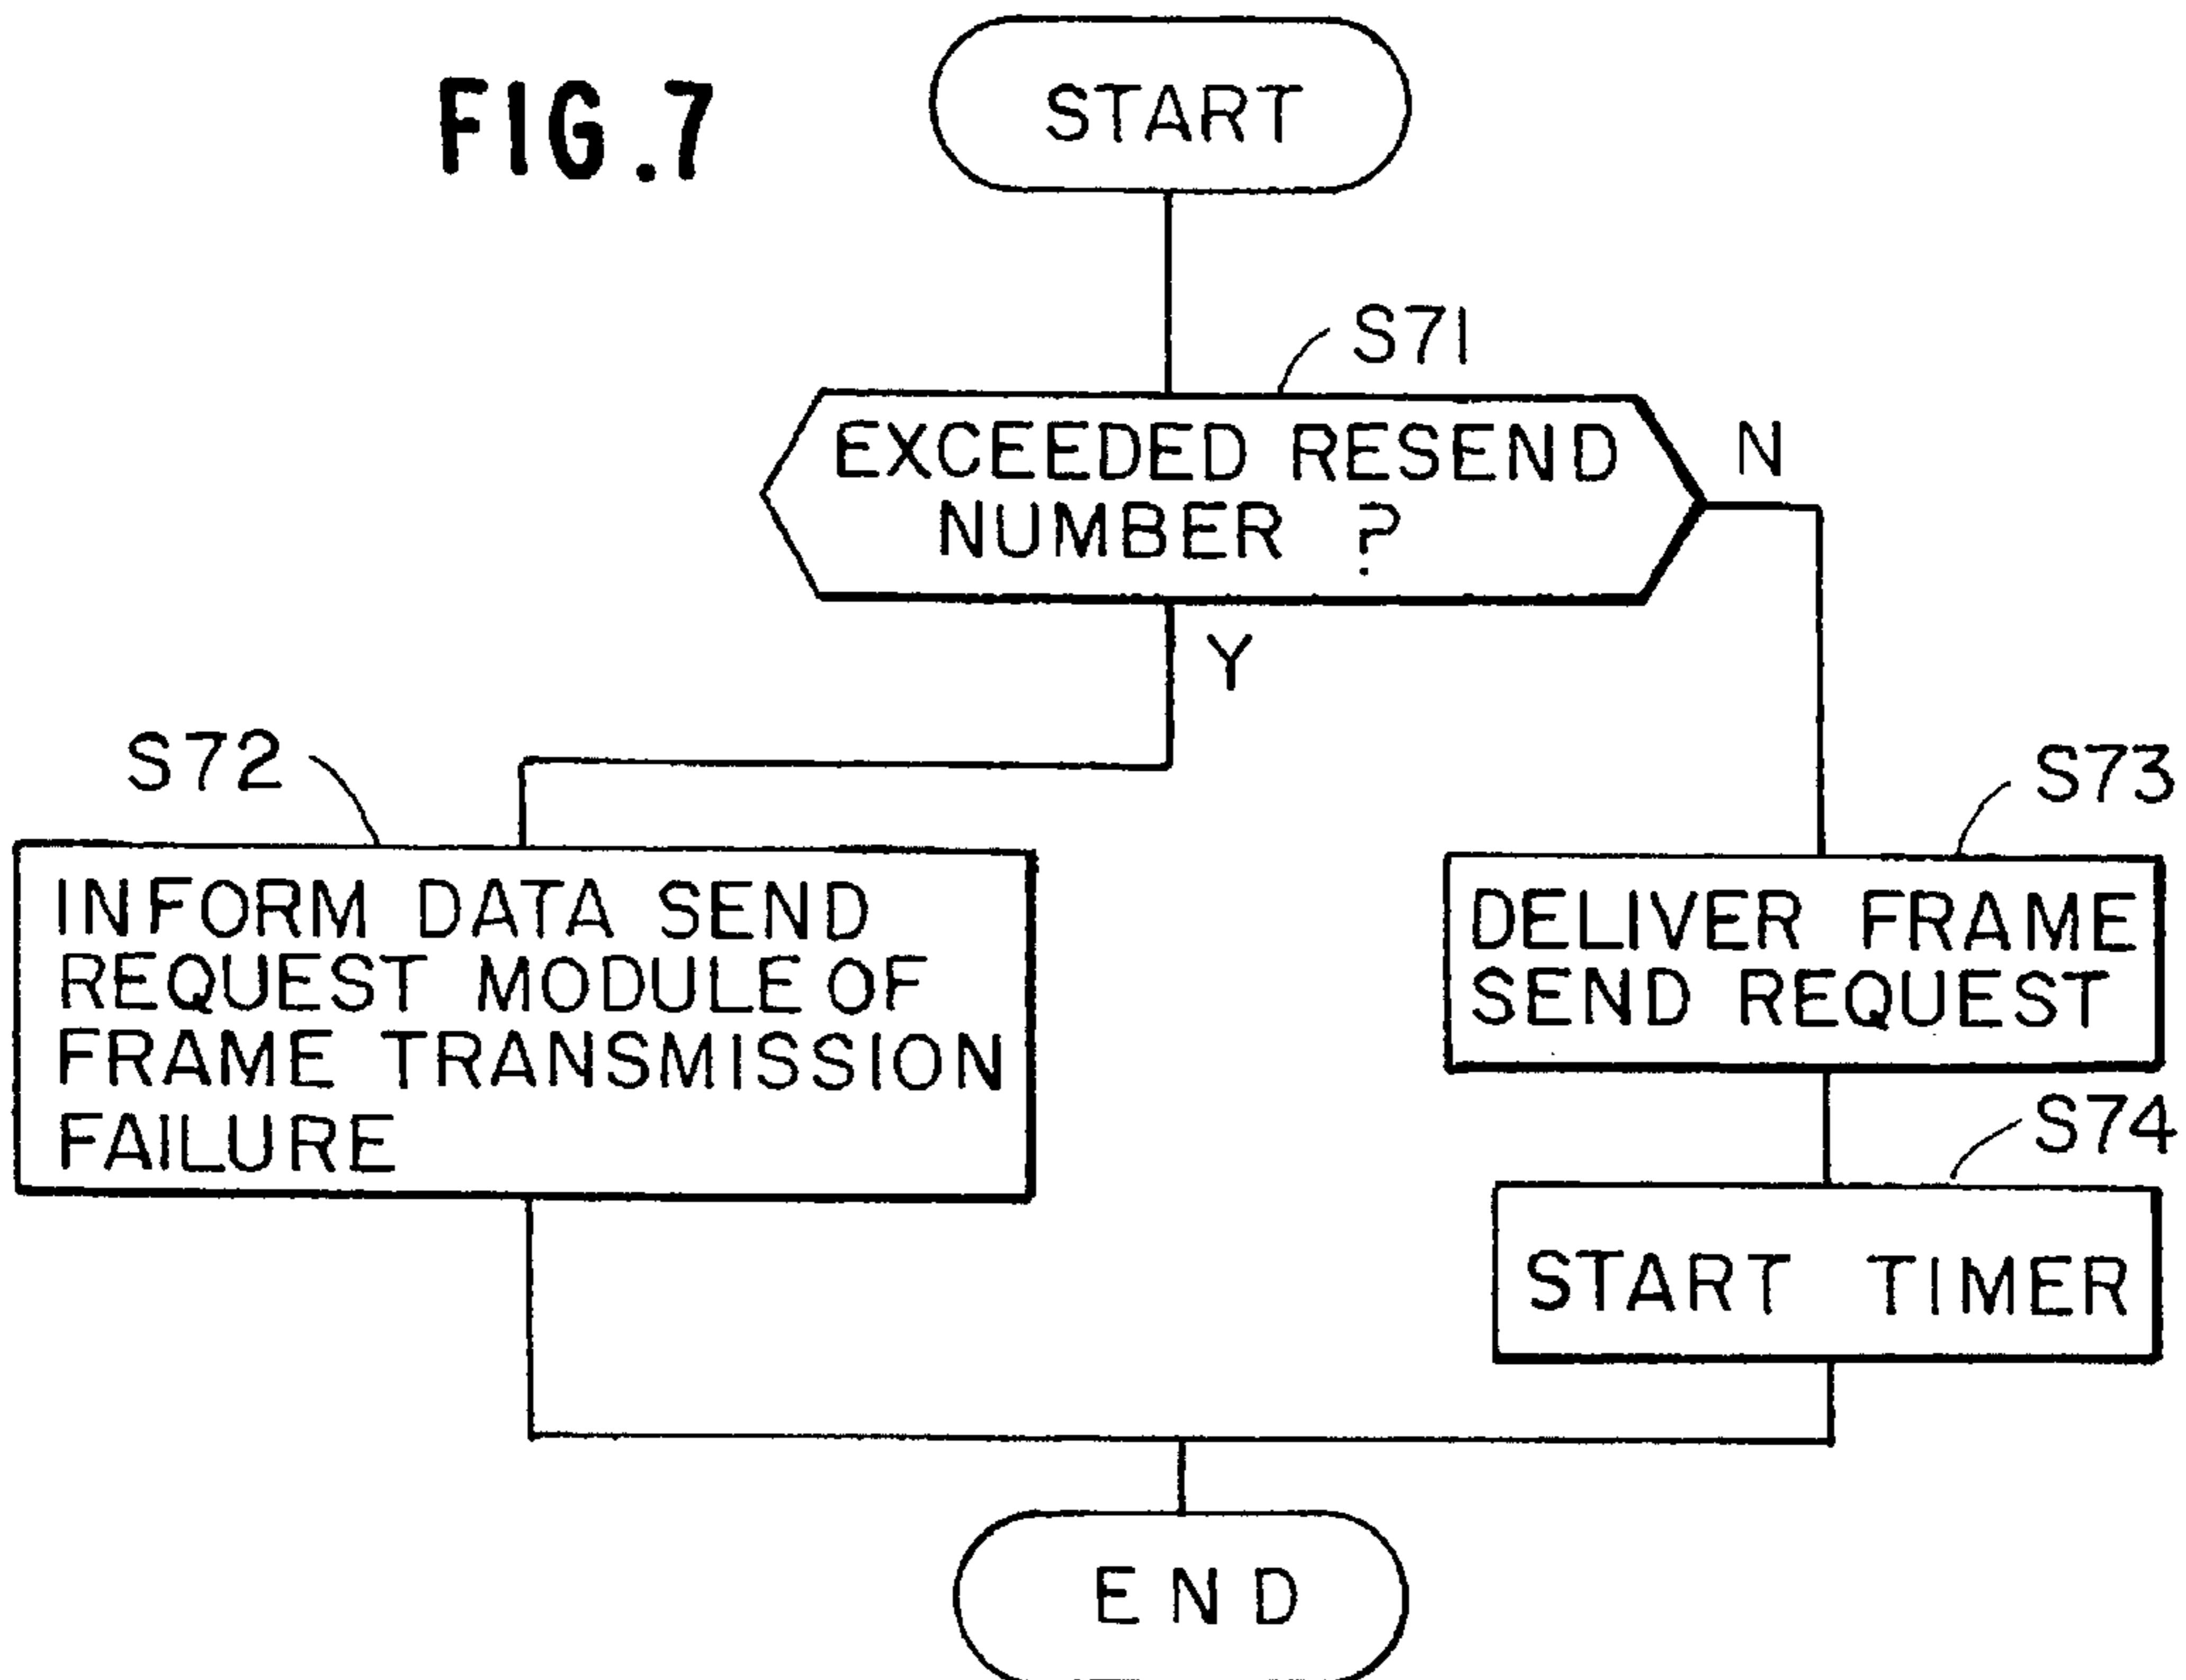 FIG.7
START
S71
EXCEEDED RESEND
NUMBER ?
N
Y
S72
INFORM DATA SEND
REQUEST MODULE OF
FRAME TRANSMISSION
FAILURE
S73
DELIVER FRAME
SEND REQUEST
S74
START TIMER
END